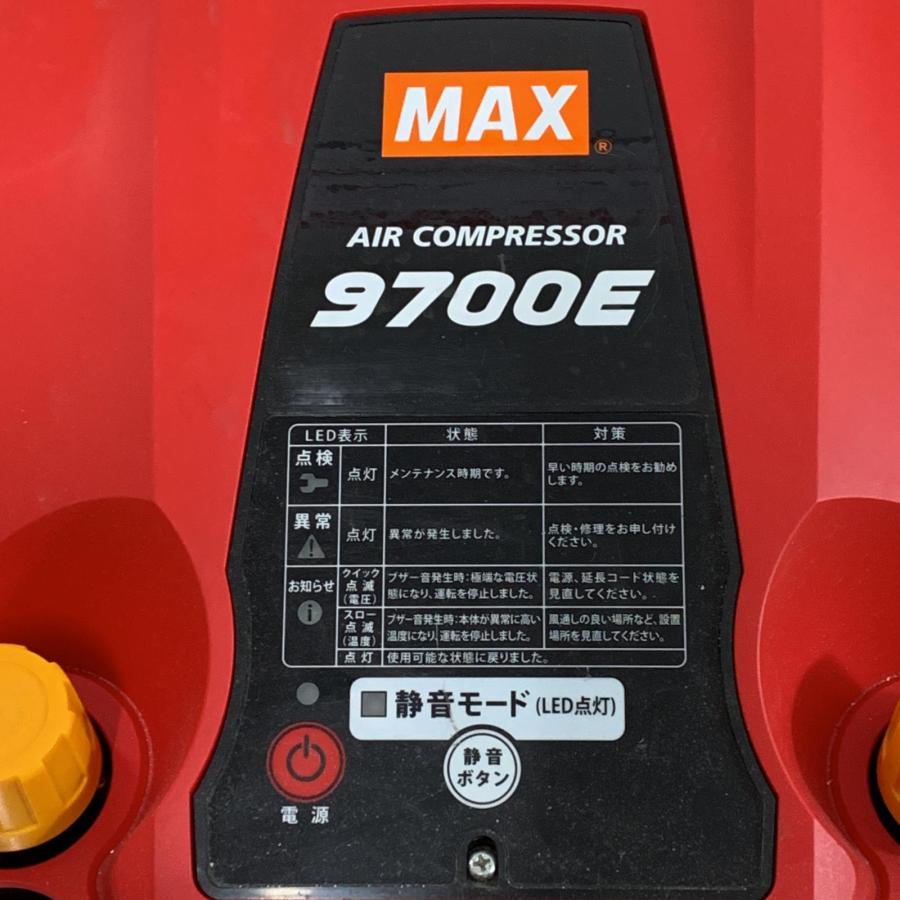 MAX
®
AIR COMPRESSOR
9700E
LED表示 状態 対策
点検 点灯 メンテナンス時期です。 早い時期の点検をお勧め
します。
異常 点灯 異常が発生しました。 点検・修理をお申し付け
ください。
お知らせ クイック
点滅
(電圧) ブザー音発生時:極端な電圧状
態になり、運転を停止しました。 電源、延長コード状態を
見直してください。
スロー
点滅
(温度) ブザー音発生時:本体が異常に高い
温度になり、運転を停止しました。 風通しの良い場所など、設置
場所を見直してください。
点灯 使用可能な状態に戻りました。
静音モード (LED点灯)
静音
ボタン
電源